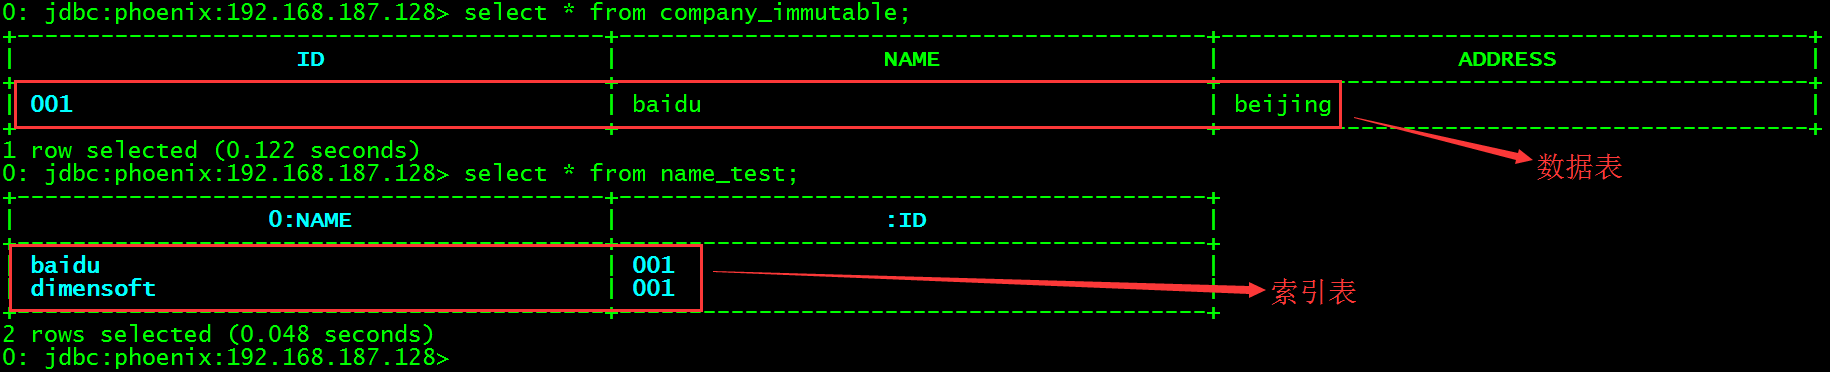 0: jdbc:phoenix:192.168.187.128> select * from company_immutable;
ID NAME ADDRESS
001 baidu beijing
1 row selected (0.122 seconds)
数据表
0: jdbc:phoenix:192.168.187.128> select * from name_test;
0:NAME :ID
baidu 001
dimensoft 001
索引表
2 rows selected (0.048 seconds)
0: jdbc:phoenix:192.168.187.128>